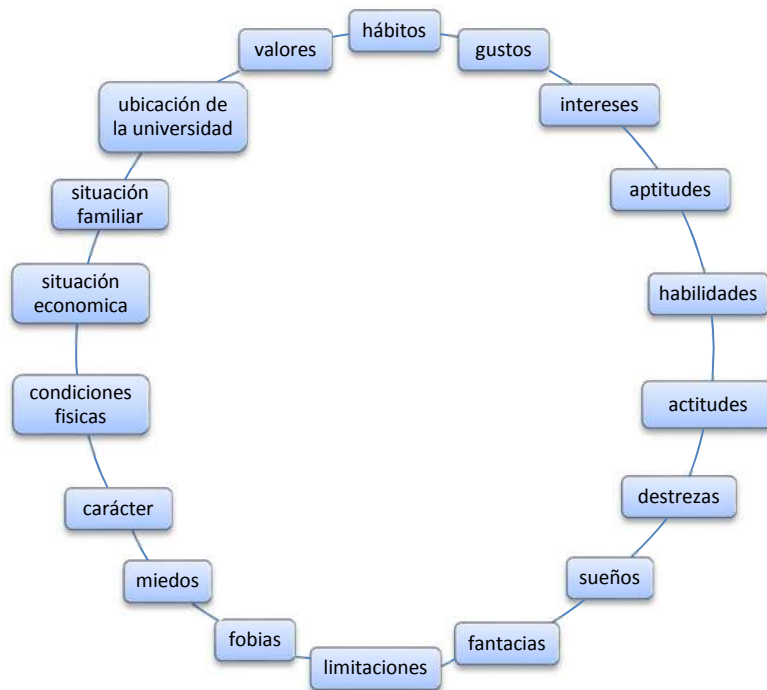 hábitos
gustos
intereses
aptitudes
habilidades
actitudes
destrezas
sueños
fantacias
limitaciones
fobias
miedos
carácter
condiciones
fisicas
situación
economica
situación
familiar
ubicación de
la universidad
valores